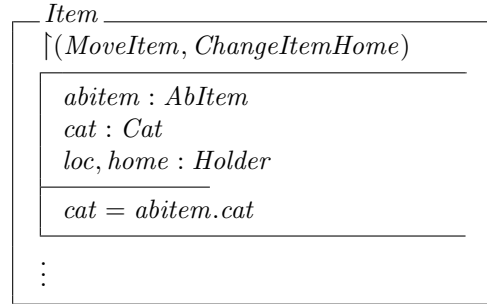 Item
↾(MoveItem, ChangeItemHome)
abitem : AbItem
cat : Cat
loc, home : Holder
cat = abitem.cat
⋮